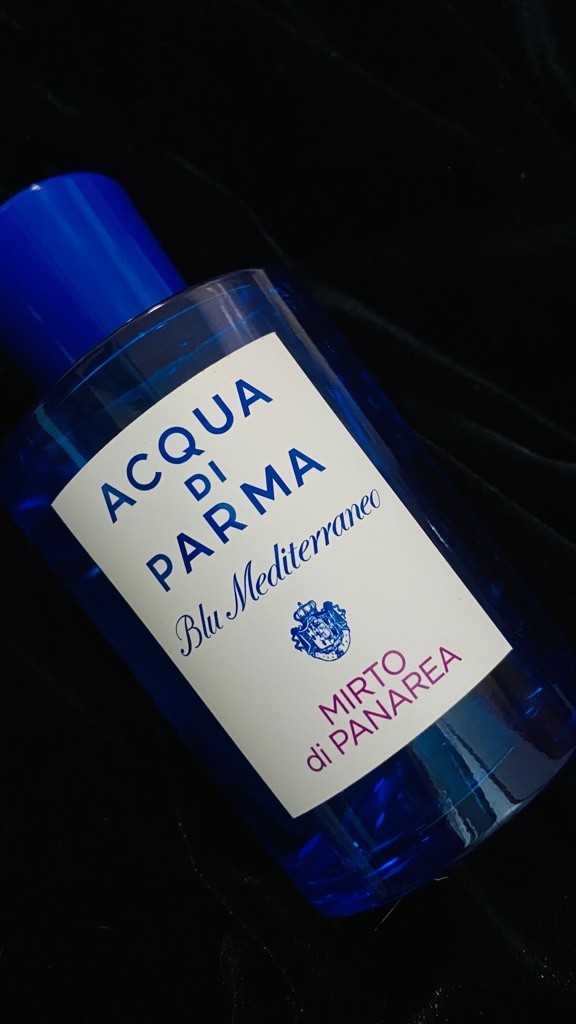 ACQUA
DI
PARMA
Blu Mediterraneo
MIRTO
di PANAREA